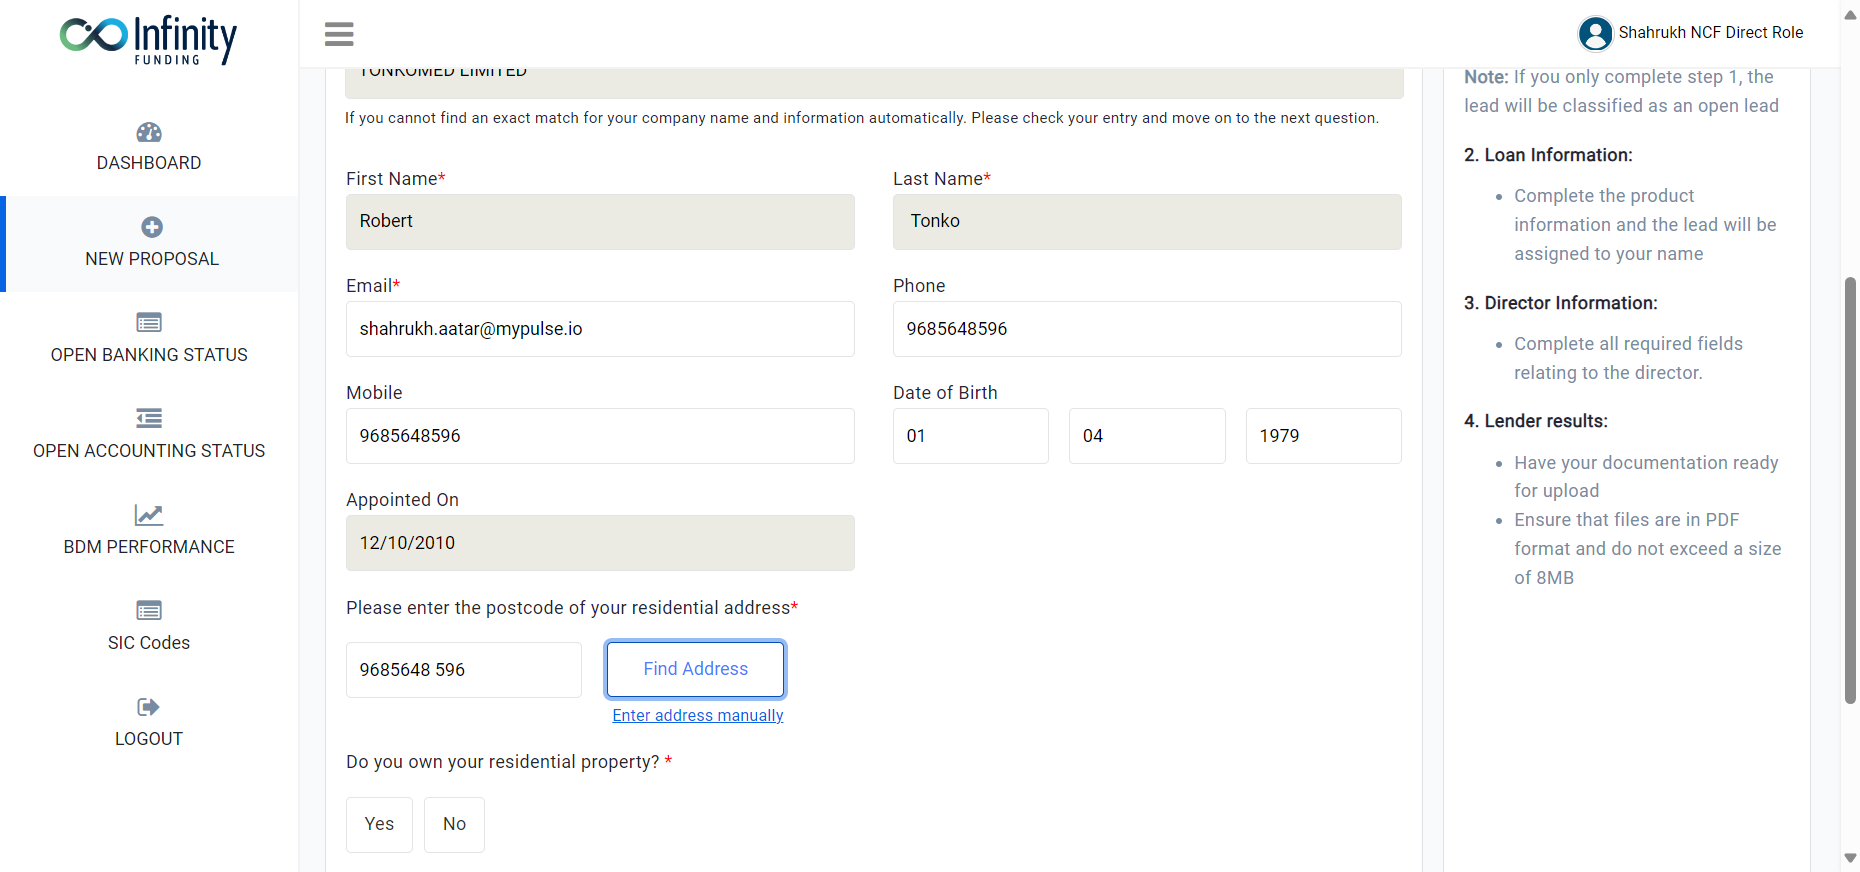 Infinity
FUNDING
DASHBOARD
NEW PROPOSAL
OPEN BANKING STATUS
OPEN ACCOUNTING STATUS
BDM PERFORMANCE
SIC Codes
LOGOUT
Shahrukh NCF Direct Role
TONKOMED LIMITED
If you cannot find an exact match for your company name and information automatically. Please check your entry and move on to the next question.
First Name*
Last Name*
Robert
Tonko
Email*
Phone
shahrukh.aatar@mypulse.io
9685648596
Mobile
Date of Birth
9685648596
01
04
1979
Appointed On
12/10/2010
Please enter the postcode of your residential address*
9685648 596
Find Address
Enter address manually
Do you own your residential property? *
Yes
No
Note: If you only complete step 1, the
lead will be classified as an open lead
2. Loan Information:
• Complete the product
information and the lead will be
assigned to your name
3. Director Information:
• Complete all required fields
relating to the director.
4. Lender results:
• Have your documentation ready
for upload
• Ensure that files are in PDF
format and do not exceed a size
of 8MB